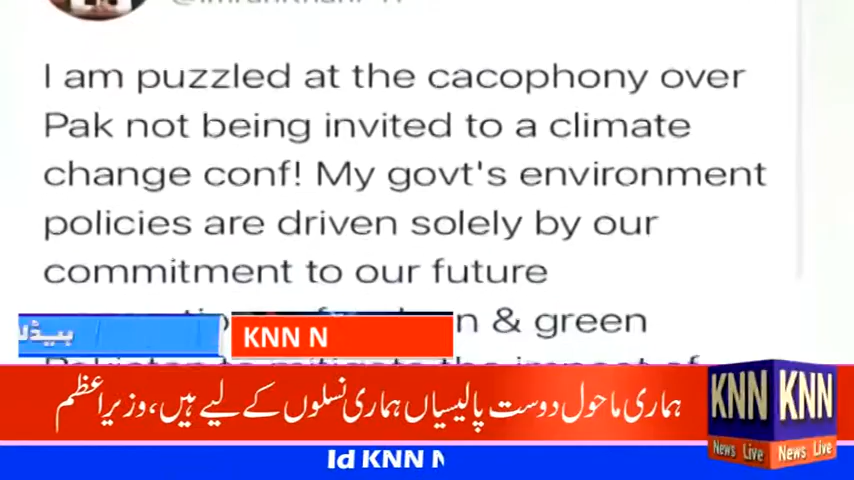 I am puzzled at the cacophony over
Pak not being invited to a climate
change conf! My govt's environment
policies are driven solely by our
commitment to our future
n & green
KNN N
ہماری ماحول دوست پالیسیاں ہماری نسلوں کے لیے ہیں، وزیراعظم
KNN KNN
News Live News Live
ld KNN N